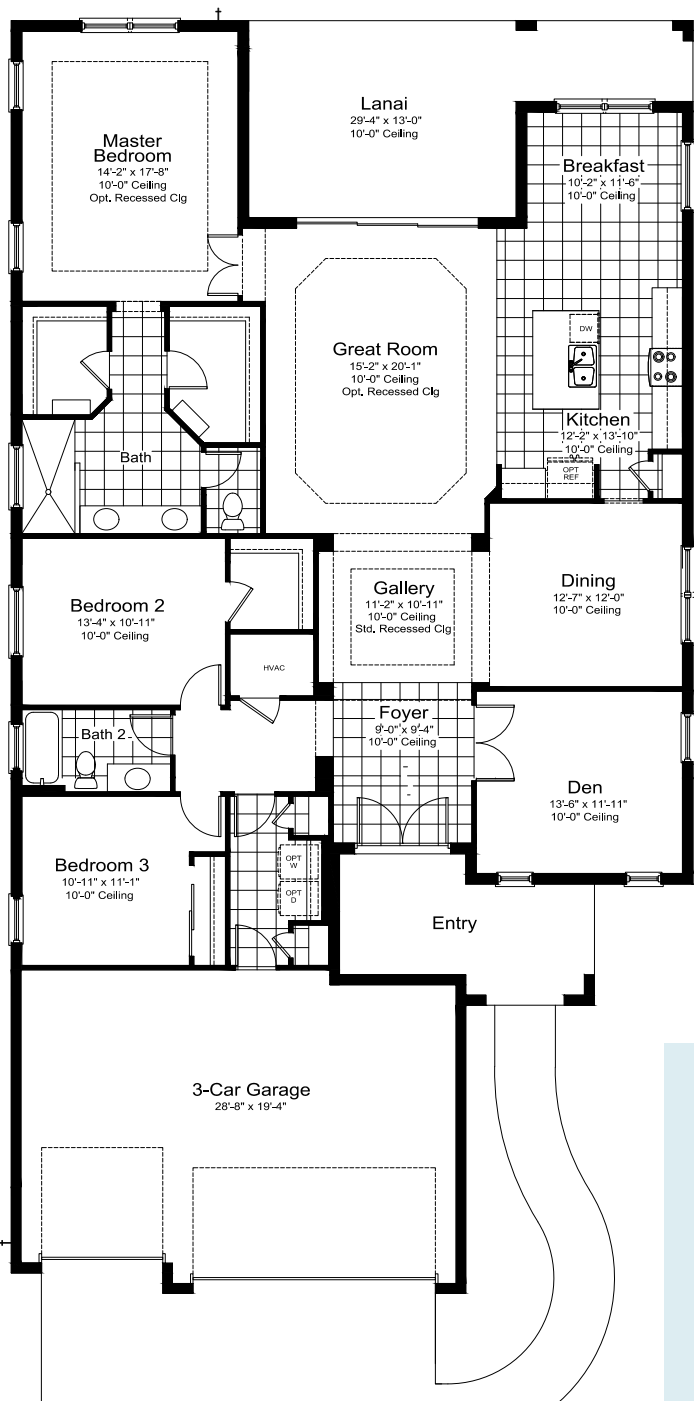 Lanai
29'-4" x 13'-0"
10'-0" Ceiling
Master
Bedroom
14'-2" x 17'-8"
10'-0" Ceiling
Opt. Recessed Clg
Breakfast
10'-2" x 11'-6"
10'-0" Ceiling
DW
Great Room
15'-2" x 20'-1"
10'-0" Ceiling
Opt. Recessed Clg
Kitchen
12'-2" x 13'-10"
10'-0" Ceiling
OPT
REF
Bath
Bedroom 2
13'-4" x 10'-11"
10'-0" Ceiling
Gallery
11'-2" x 10'-11"
10'-0" Ceiling
Std. Recessed Clg
Dining
12'-7" x 12'-0"
10'-0" Ceiling
HVAC
Bath 2
Foyer
9'-0" x 9'-4"
10'-0" Ceiling
Den
13'-6" x 11'-11"
10'-0" Ceiling
Bedroom 3
10'-11" x 11'-1"
10'-0" Ceiling
OPT
W
OPT
D
Entry
3-Car Garage
28'-8" x 19'-4"